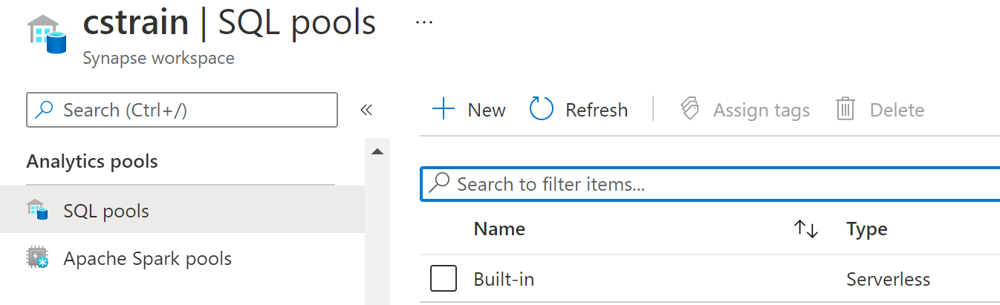 cstrain | SQL pools ...
Synapse workspace
Search (Ctrl+/) «
Analytics pools
SQL pools
Apache Spark pools
New Refresh Assign tags Delete
Search to filter items...
Name Type
Built-in Serverless